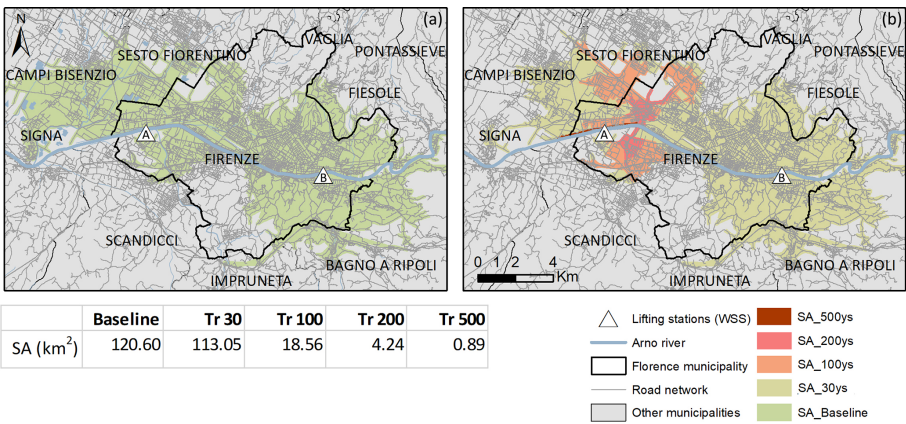 N
(a)
VAGLIA
SESTO FIORENTINO
PONTASSIEVE
CAMPI BISENZIO
FIESOLE
SIGNA
A
FIRENZE
B
SCANDICCI
BAGNO A RIPOLI
IMPRUNETA
(b)
VAGLIA
SESTO FIORENTINO
PONTASSIEVE
CAMPI BISENZIO
FIESOLE
SIGNA
A
FIRENZE
B
SCANDICCI
0 1 2 4
Km
BAGNO A RIPOLI
IMPRUNETA
Baseline Tr 30 Tr 100 Tr 200 Tr 500
SA (km²) 120.60 113.05 18.56 4.24 0.89
Lifting stations (WSS)
Arno river
Florence municipality
Road network
Other municipalities
SA_500ys
SA_200ys
SA_100ys
SA_30ys
SA_Baseline